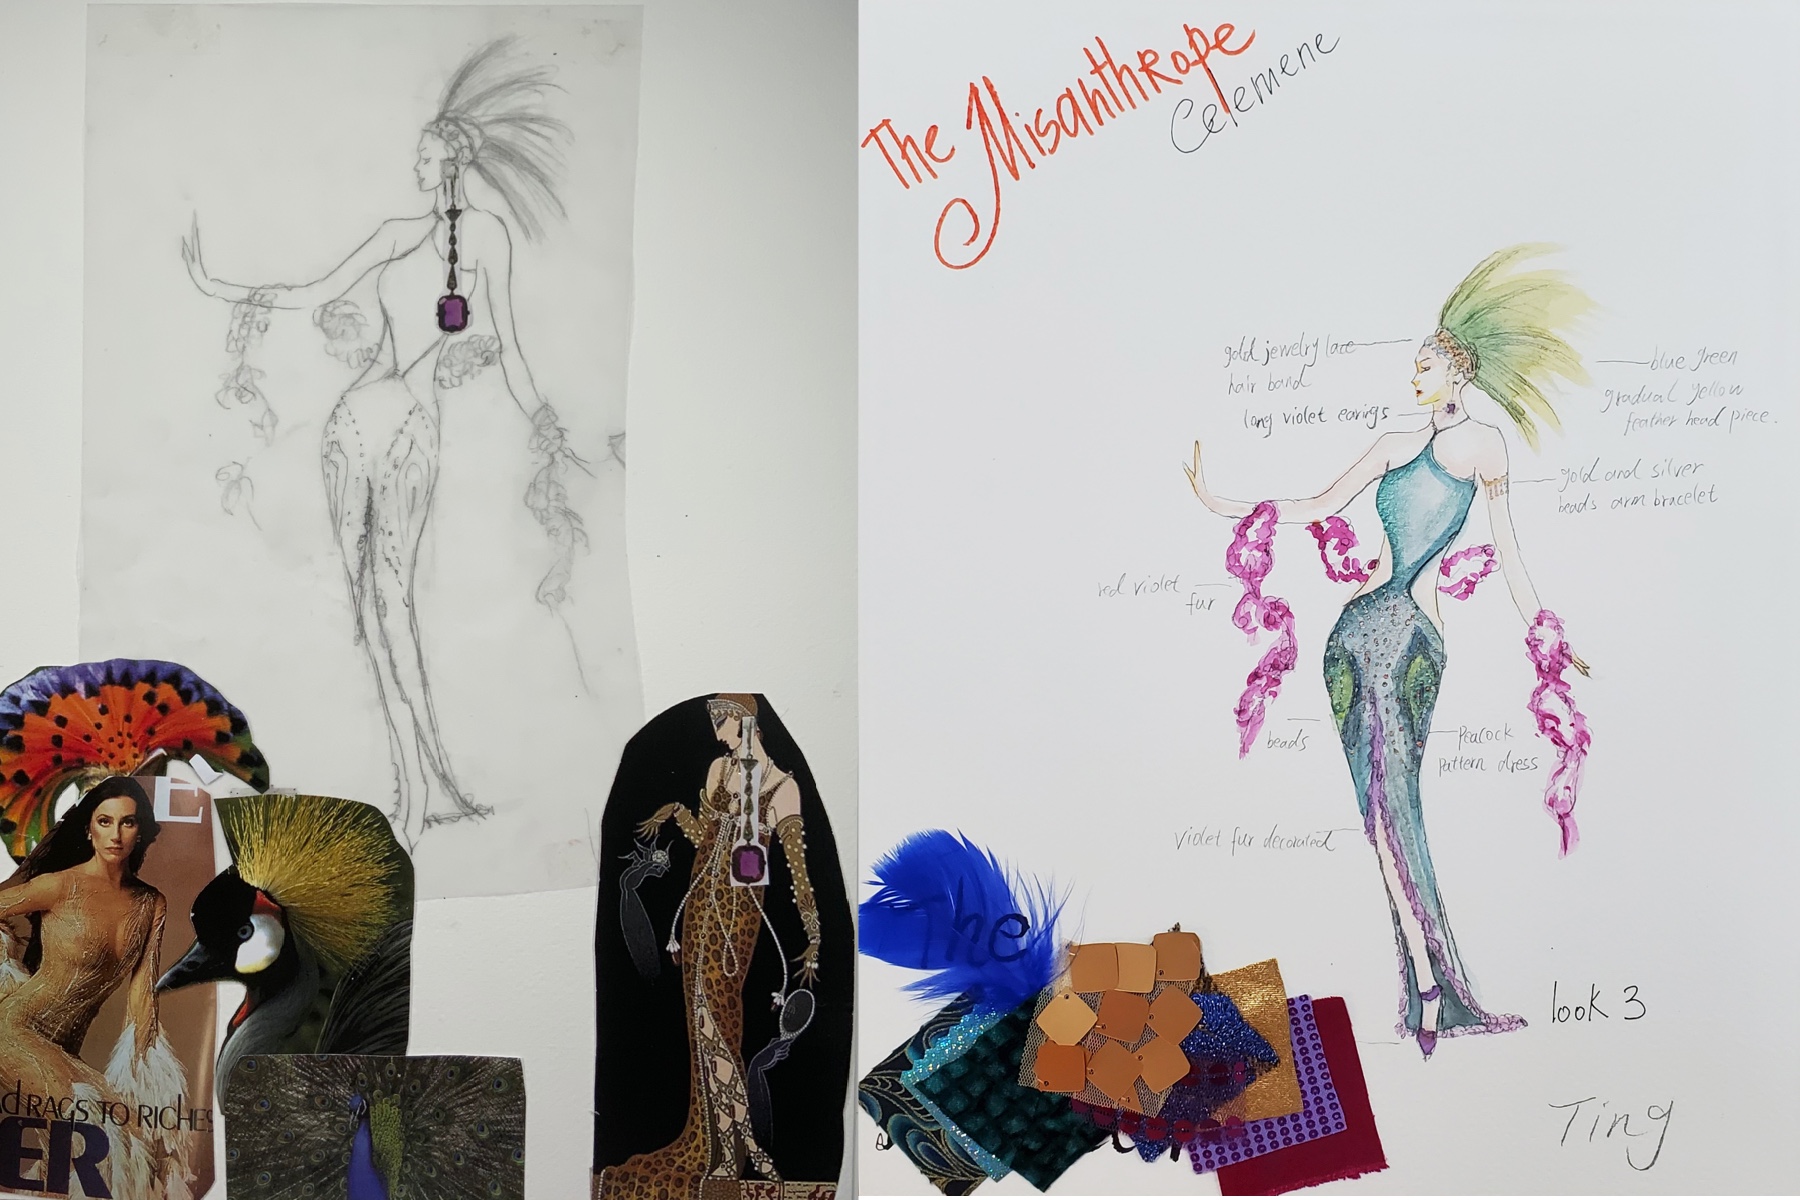 The Misanthrope
Celemene
gold jewelry lace
hair band
long violet earings
blue green
gradual yellow
feather head piece.
gold and silver
beads arm bracelet
red violet
fur
beads
Peacock
pattern dress
violet fur decorated
The
look 3
Ting
E
RAGS TO RICHES
ER